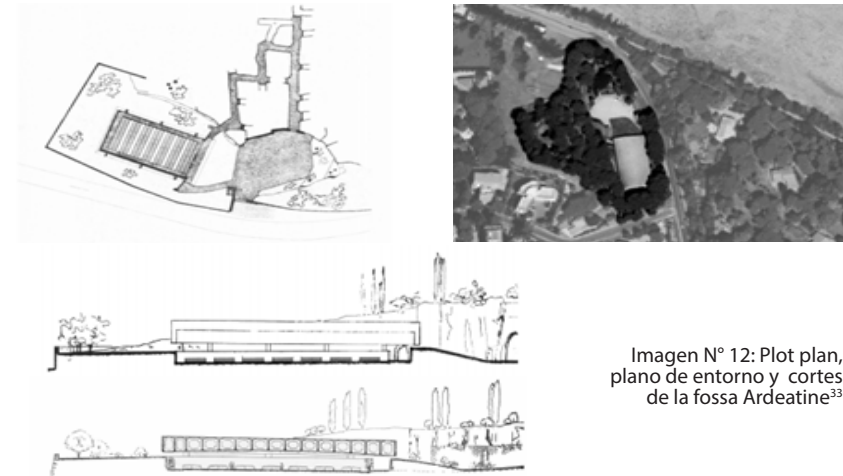 Imagen N° 12: Plot plan,
plano de entorno y cortes
de la fossa Ardeatine³³